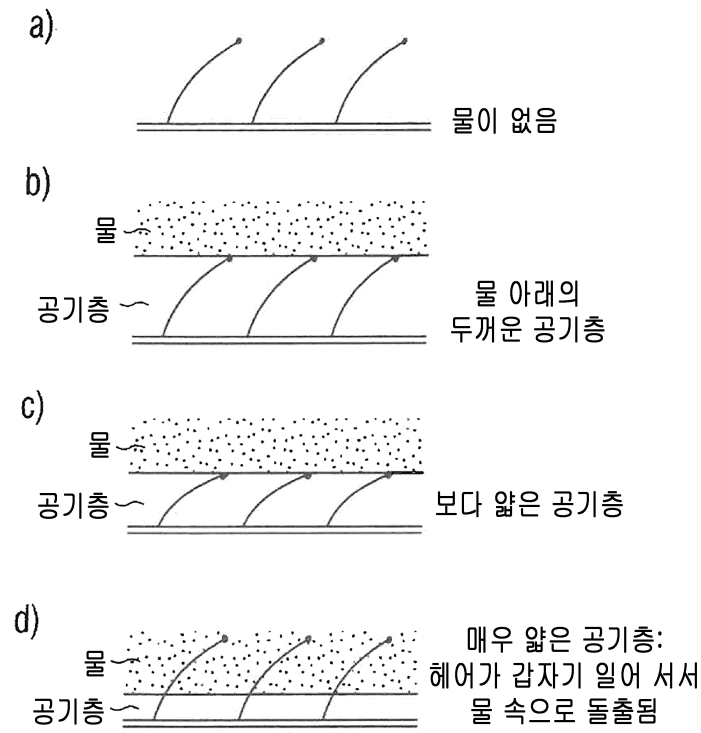 a)
물이 없음
b)
물
공기층
물 아래의
두꺼운 공기층
c)
물
공기층
보다 얇은 공기층
d)
물
공기층
매우 얇은 공기층:
헤어가 갑자기 일어 서서
물 속으로 돌출됨